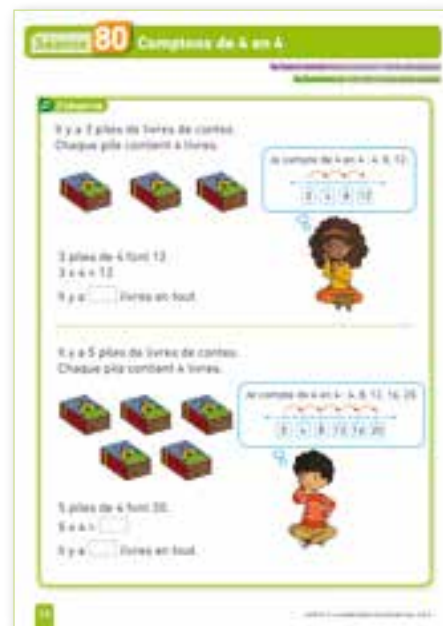 Séance 80 Comptons de 4 en 4
Il y a 3 piles de livres de contes.
Chaque pile contient 4 livres.
Je compte de 4 en 4 : 4, 8, 12.
0 4 8 12
3 piles de 4 font 12.
3 x 4 = 12
Il y a livres en tout.
Il y a 5 piles de livres de contes.
Chaque pile contient 4 livres.
Je compte de 4 en 4 : 4, 8, 12, 16, 20.
0 4 8 12 16 20
5 piles de 4 font 20.
5 x 4 =
Il y a livres en tout.